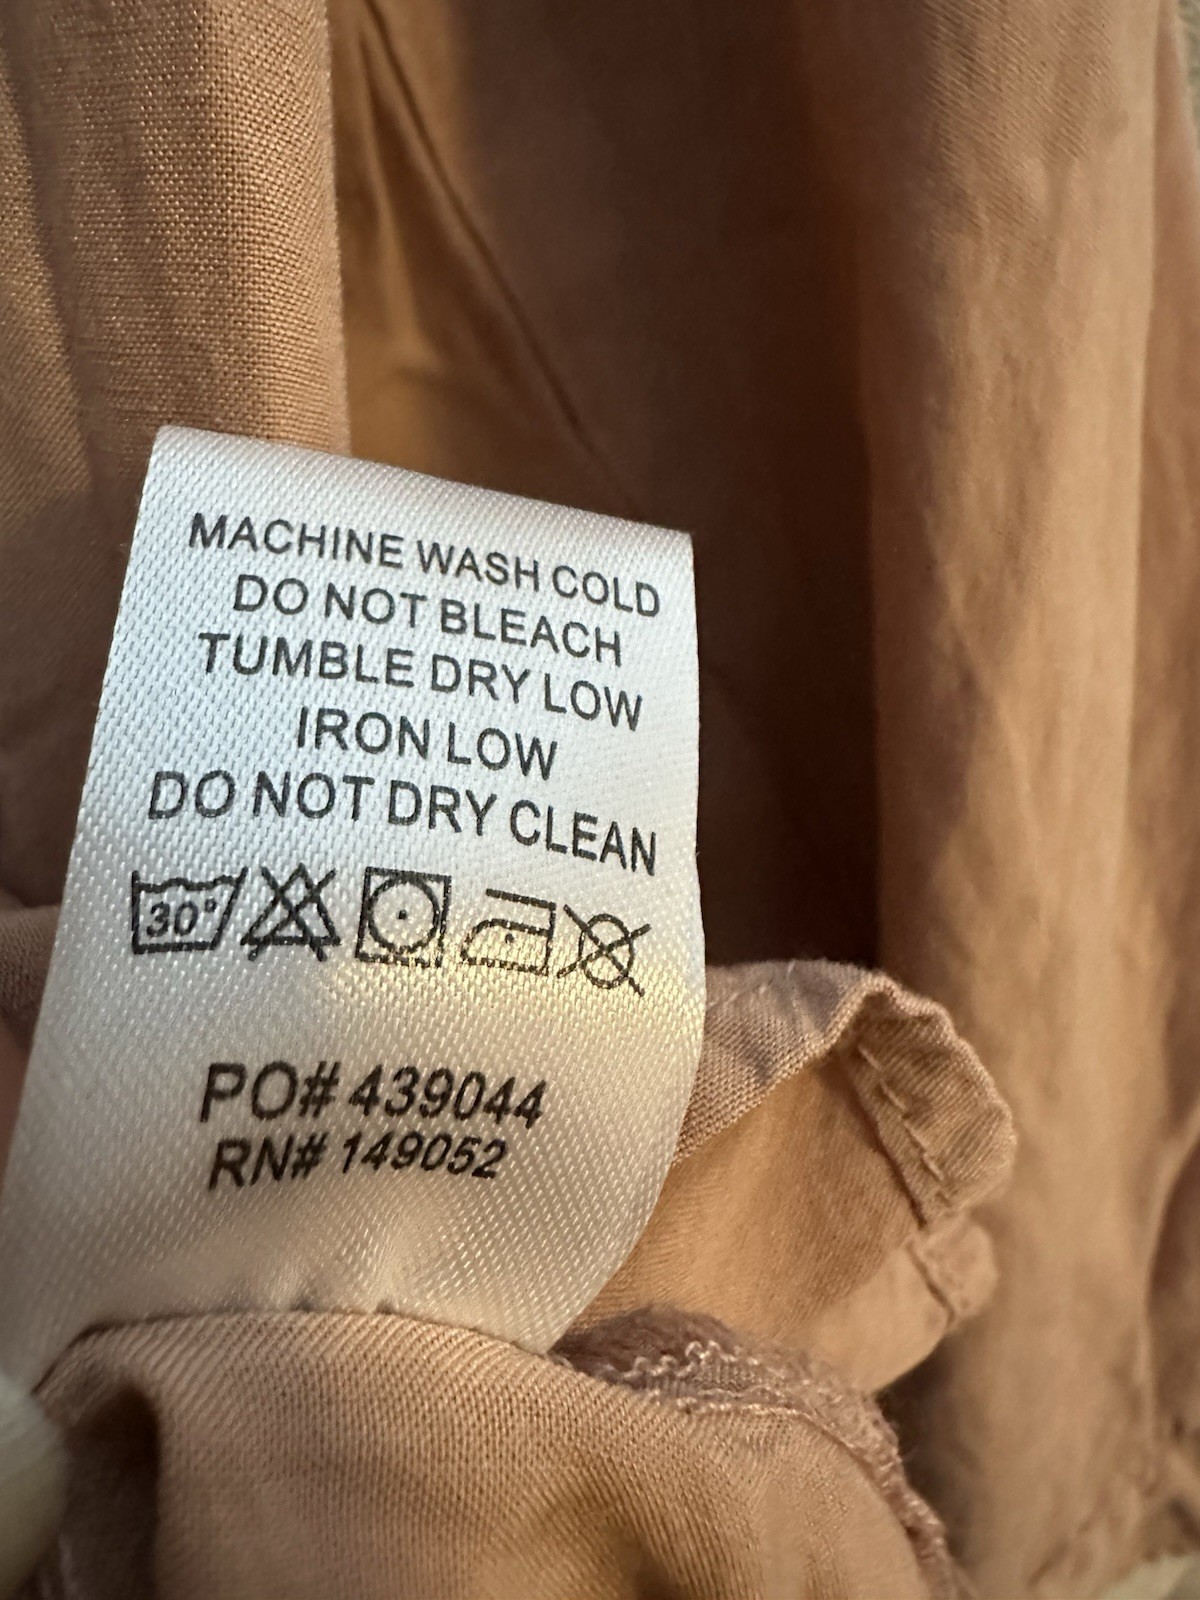 MACHINE WASH COLD
DO NOT BLEACH
TUMBLE DRY LOW
IRON LOW
DO NOT DRY CLEAN
30°
PO# 439044
RN# 149052